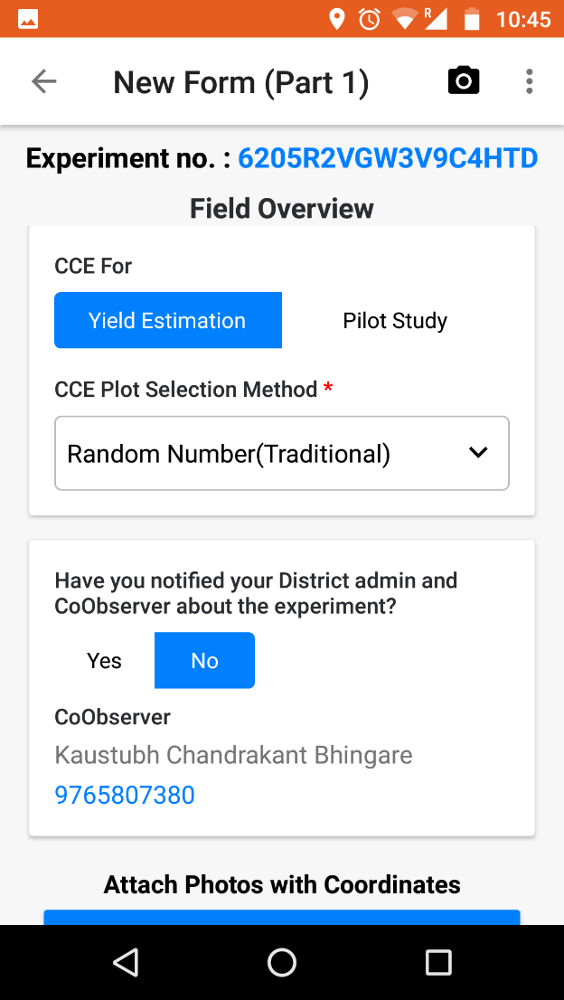 R
10:45
New Form (Part 1)
Experiment no. : 6205R2VGW3V9C4HTD
Field Overview
CCE For
Yield Estimation
Pilot Study
CCE Plot Selection Method *
Random Number(Traditional)
Have you notified your District admin and
CoObserver about the experiment?
Yes
No
CoObserver
Kaustubh Chandrakant Bhingare
9765807380
Attach Photos with Coordinates